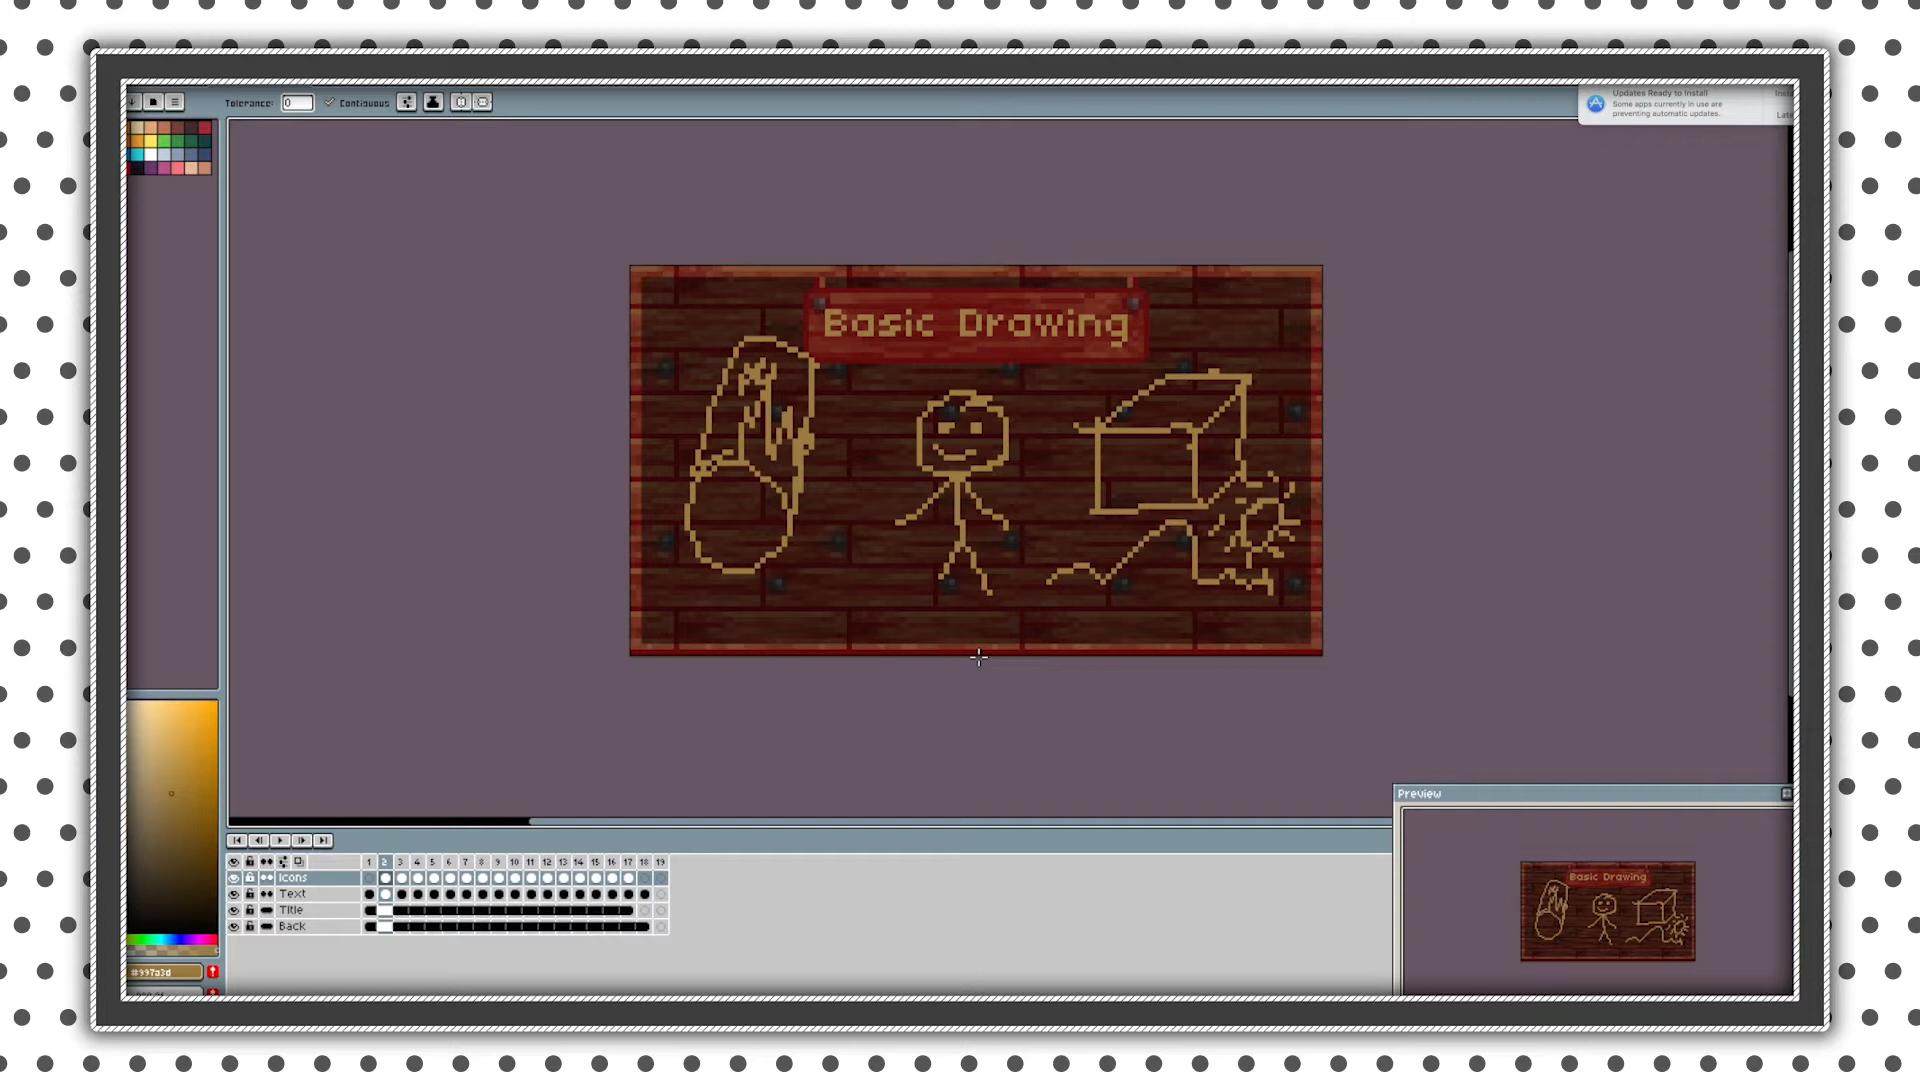 Tolerance: 0 Contiguous
Updates Ready to Install
Some apps currently in use are
preventing automatic updates.
Basic Drawing
Preview
1 2 3 4 5 6 7 8 9 10 11 12 13 14 15 16 17 18 19
Icons
Text
Title
Back
Basic Drawing
#997a3d